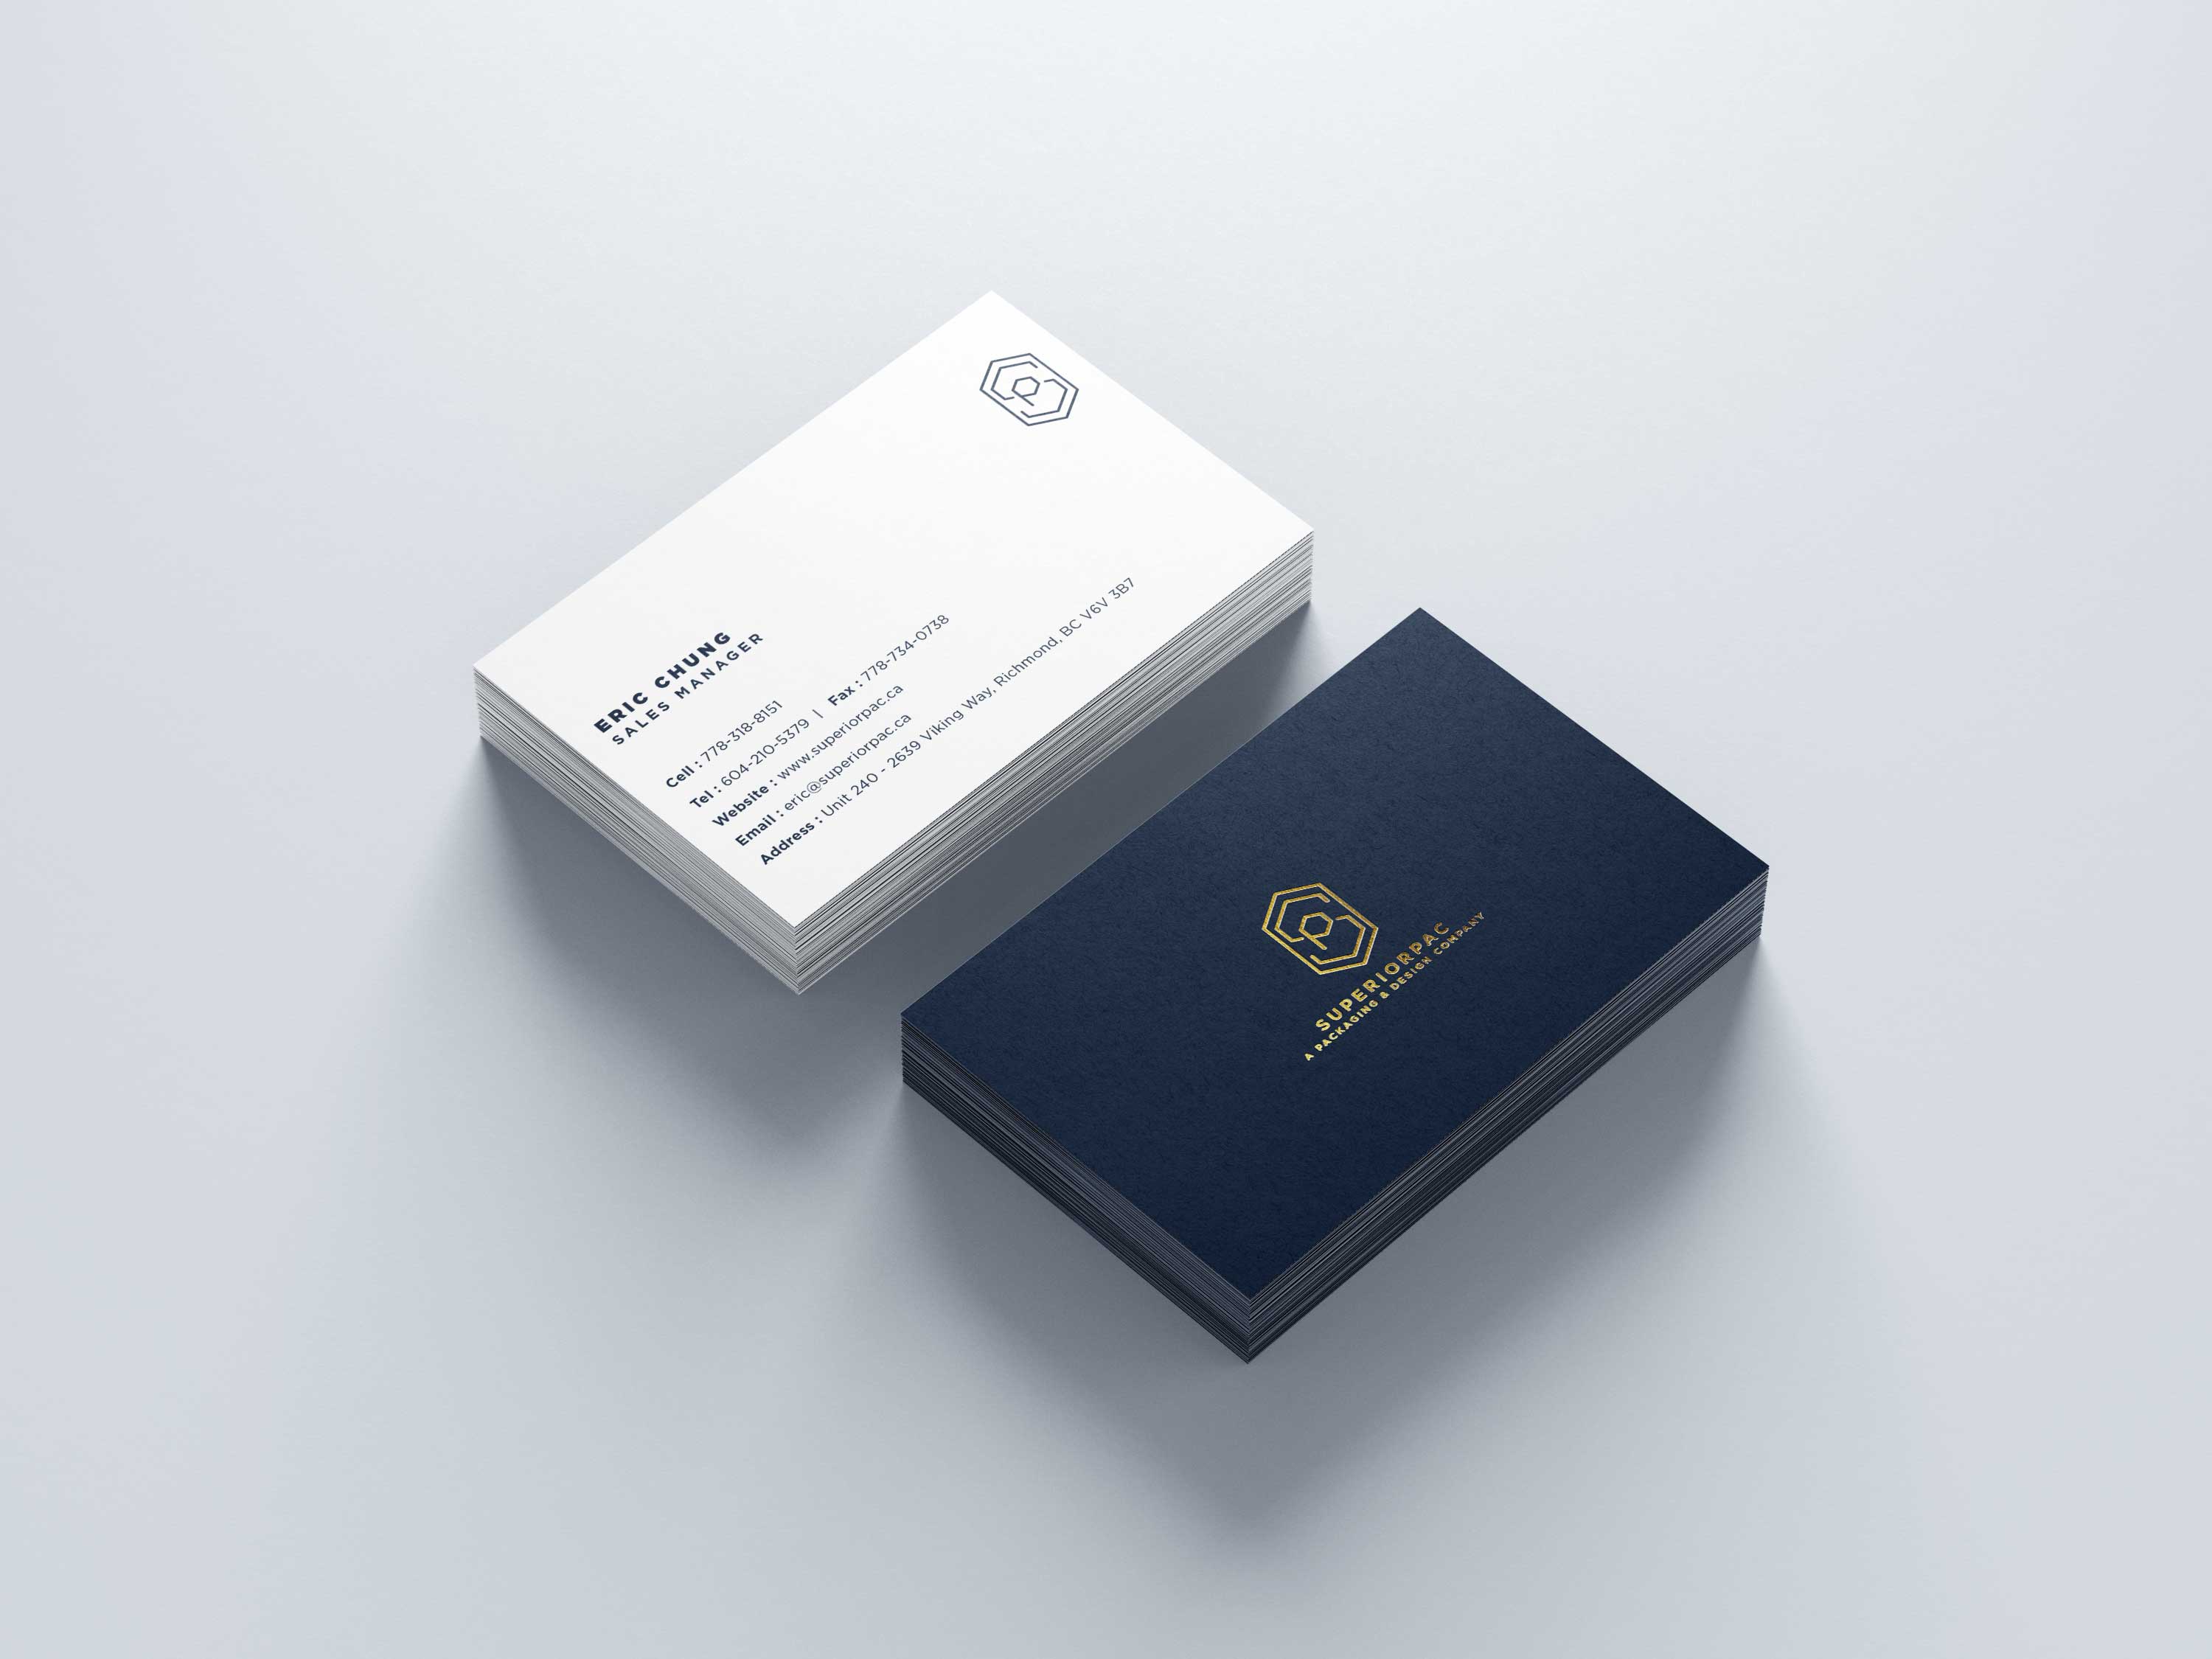 ERIC CHUNG
SALES MANAGER
Cell : 778-318-8151
Tel : 604-210-5379 | Fax : 778-734-0738
Website : www.superiorpac.ca
Email : eric@superiorpac.ca
Address : Unit 240 - 2639 Viking Way, Richmond, BC V6V 3B7
SUPERIORPAC
A PACKAGING & DESIGN COMPANY